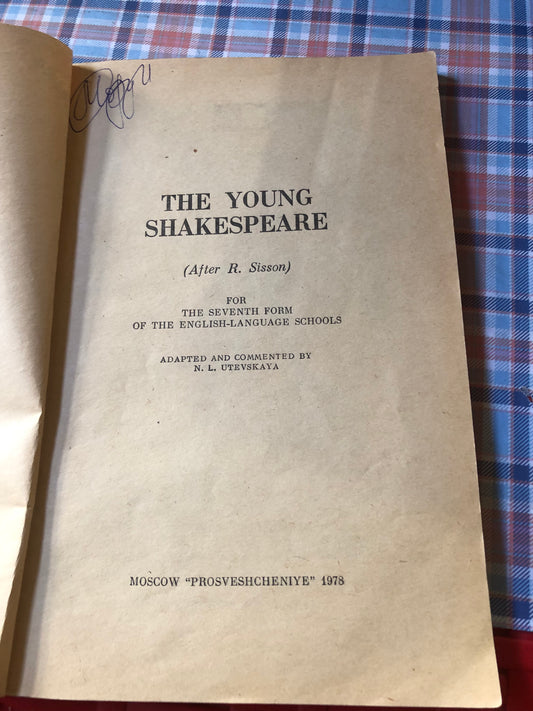 THE YOUNG
SHAKESPEARE
(After R. Sisson)
FOR
THE SEVENTH FORM
OF THE ENGLISH-LANGUAGE SCHOOLS
ADAPTED AND COMMENTED BY
N. L. UTEVSKAYA
MOSCOW "PROSVESHCHENIYE" 1978